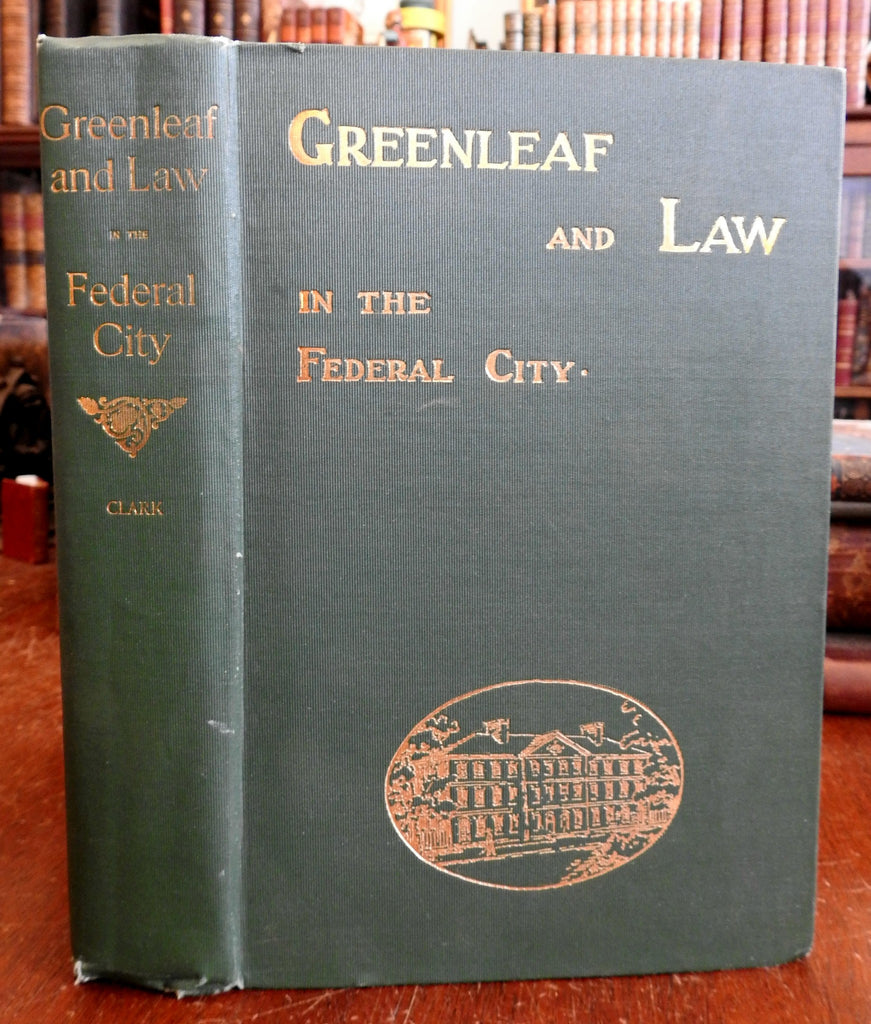 Greenleaf
and Law
IN THE
Federal
City
CLARK
GREENLEAF
AND LAW
IN THE
FEDERAL CITY.